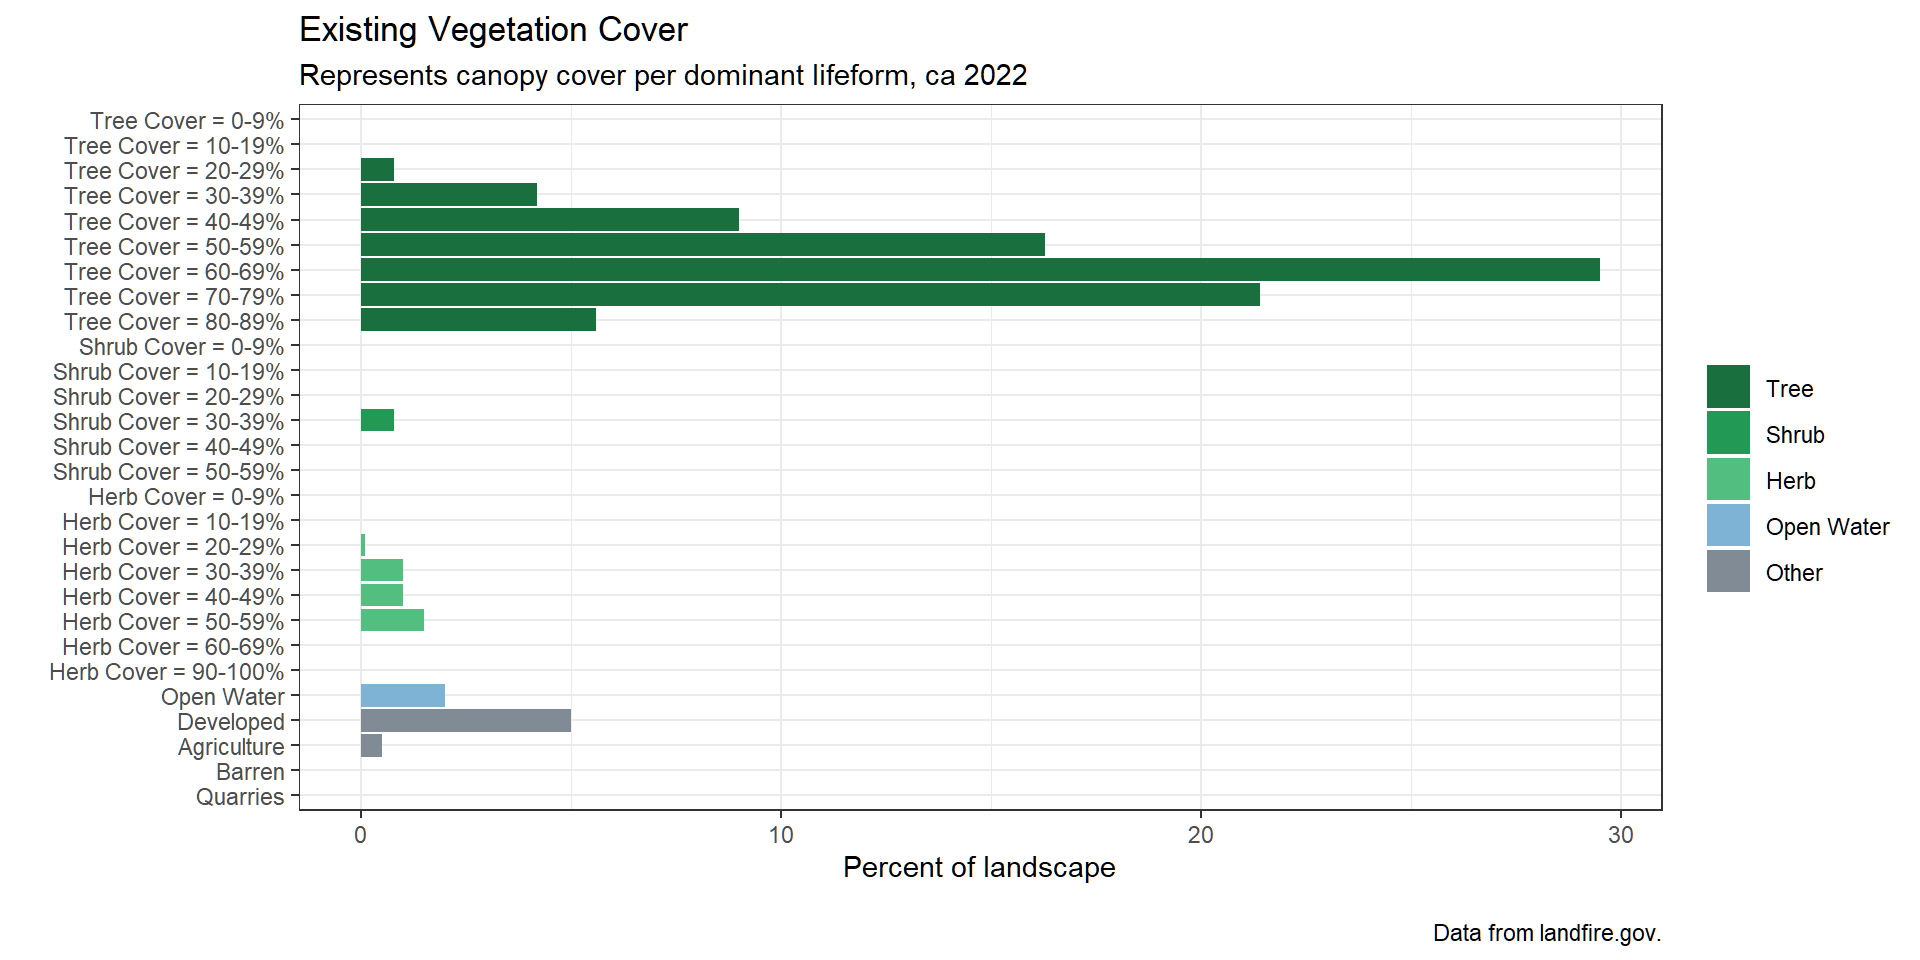 Existing Vegetation Cover
Represents canopy cover per dominant lifeform, ca 2022
Tree Cover = 0-9%
Tree Cover = 10-19%
Tree Cover = 20-29%
Tree Cover = 30-39%
Tree Cover = 40-49%
Tree Cover = 50-59%
Tree Cover = 60-69%
Tree Cover = 70-79%
Tree Cover = 80-89%
Shrub Cover = 0-9%
Shrub Cover = 10-19%
Shrub Cover = 20-29%
Shrub Cover = 30-39%
Shrub Cover = 40-49%
Shrub Cover = 50-59%
Herb Cover = 0-9%
Herb Cover = 10-19%
Herb Cover = 20-29%
Herb Cover = 30-39%
Herb Cover = 40-49%
Herb Cover = 50-59%
Herb Cover = 60-69%
Herb Cover = 90-100%
Open Water
Developed
Agriculture
Barren
Quarries
0 10 20 30
Percent of landscape
Tree
Shrub
Herb
Open Water
Other
Data from landfire.gov.